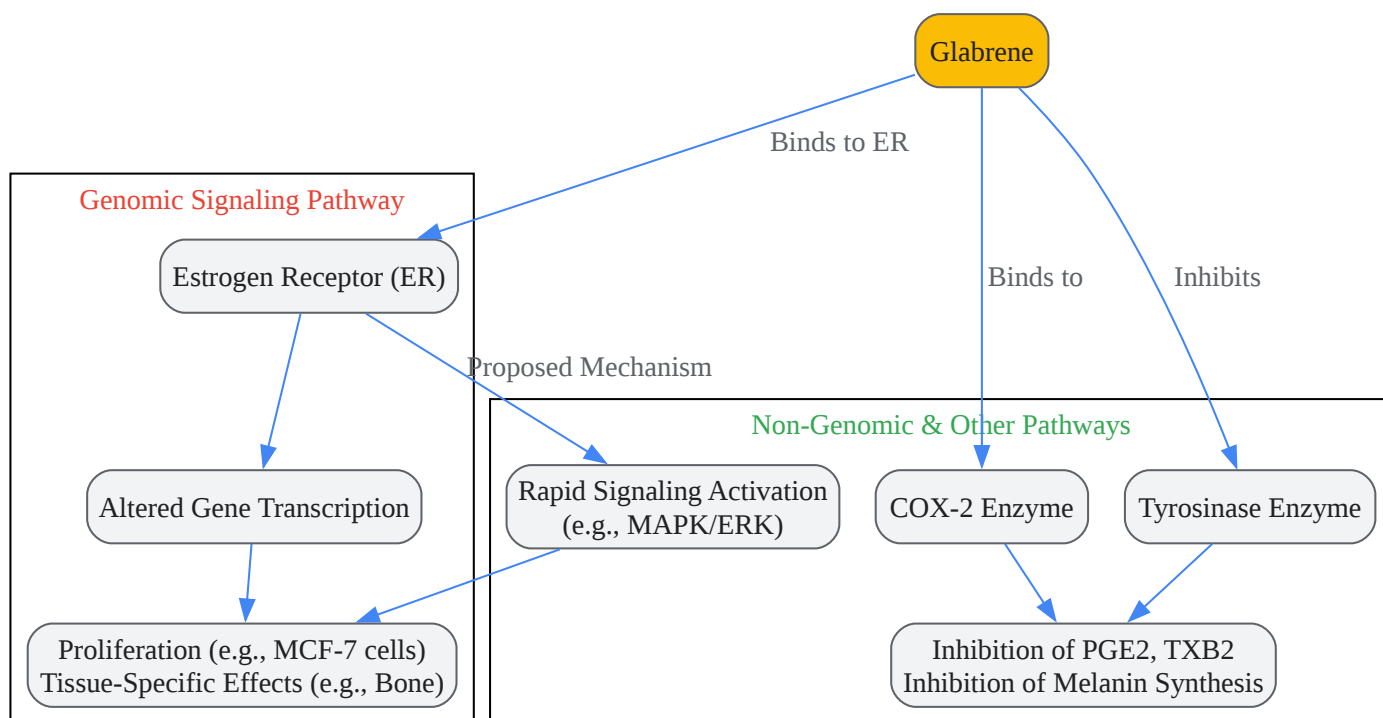 Glabrene
Binds to ER
Genomic Signaling Pathway
Estrogen Receptor (ER)
Binds to
Inhibits
Proposed Mechanism
Non-Genomic & Other Pathways
Altered Gene Transcription
Rapid Signaling Activation
(e.g., MAPK/ERK)
COX-2 Enzyme
Tyrosinase Enzyme
Proliferation (e.g., MCF-7 cells)
Tissue-Specific Effects (e.g., Bone)
Inhibition of PGE2, TXB2
Inhibition of Melanin Synthesis